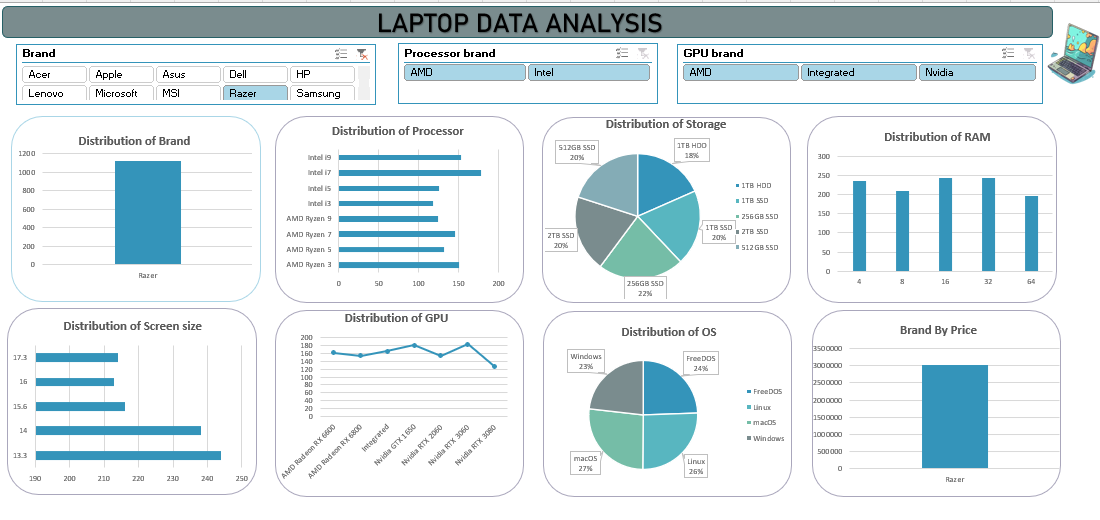 LAPTOP DATA ANALYSIS
Brand
Acer Apple Asus Dell HP
Lenovo Microsoft MSI Razer Samsung
Processor brand
AMD Intel
GPU brand
AMD Integrated Nvidia
Distribution of Brand
1200
1000
800
600
400
200
0
Razer
Distribution of Processor
Intel i9
Intel i7
Intel i5
Intel i3
AMD Ryzen 9
AMD Ryzen 7
AMD Ryzen 5
AMD Ryzen 3
0 50 100 150 200
Distribution of Storage
512GB SSD
20%
1TB HDD
18%
1TB SSD
20%
2TB SSD
20%
256GB SSD
22%
1TB HDD
1TB SSD
256GB SSD
2TB SSD
512GB SSD
Distribution of RAM
300
250
200
150
100
50
0
4 8 16 32 64
Distribution of Screen size
17.3
16
15.6
14
13.3
190 200 210 220 230 240 250
Distribution of GPU
200
180
160
140
120
100
80
60
40
20
0
AMD Radeon RX 6600
AMD Radeon RX 6800
Integrated
Nvidia GTX 1650
Nvidia RTX 2060
Nvidia RTX 3060
Nvidia RTX 3080
Distribution of OS
Windows
23%
FreeDOS
24%
macOS
27%
Linux
26%
FreeDOS
Linux
macOS
Windows
Brand By Price
3500000
3000000
2500000
2000000
1500000
1000000
500000
0
Razer